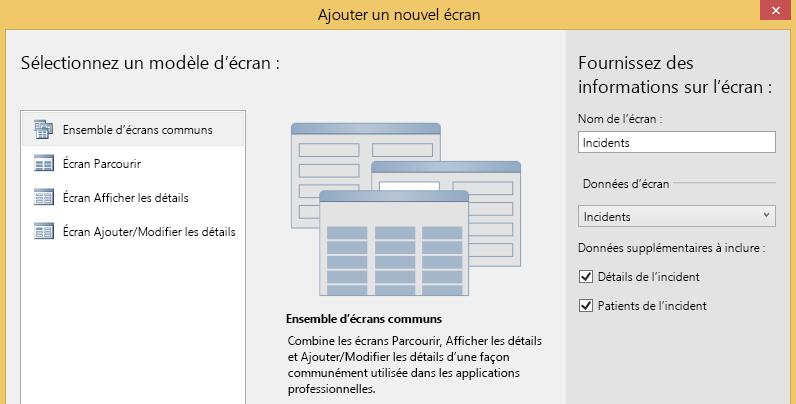 Ajouter un nouvel écran
Sélectionnez un modèle d'écran :
Ensemble d'écrans communs
Écran Parcourir
Écran Afficher les détails
Écran Ajouter/Modifier les détails
Ensemble d'écrans communs
Combine les écrans Parcourir, Afficher les détails
et Ajouter/Modifier les détails d'une façon
communément utilisée dans les applications
professionnelles.
Fournissez des
informations sur l'écran :
Nom de l'écran :
Incidents
Données d'écran
Incidents
Données supplémentaires à inclure :
Détails de l'incident
Patients de l'incident